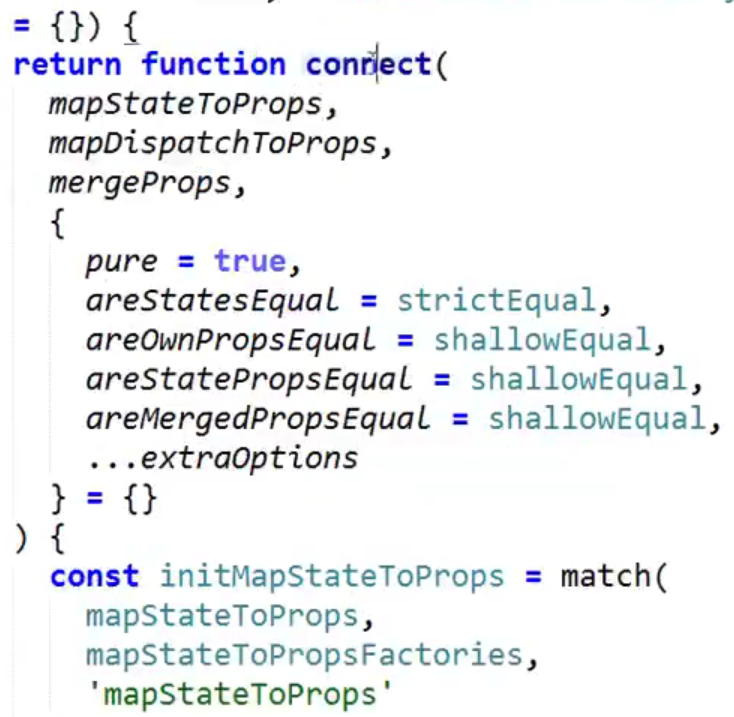 = {}) {
return function connect(
mapStateToProps,
mapDispatchToProps,
mergeProps,
{
pure = true,
areStatesEqual = strictEqual,
areOwnPropsEqual = shallowEqual,
areStatePropsEqual = shallowEqual,
areMergedPropsEqual = shallowEqual,
...extraOptions
} = {}
) {
const initMapStateToProps = match(
mapStateToProps,
mapStateToPropsFactories,
'mapStateToProps'